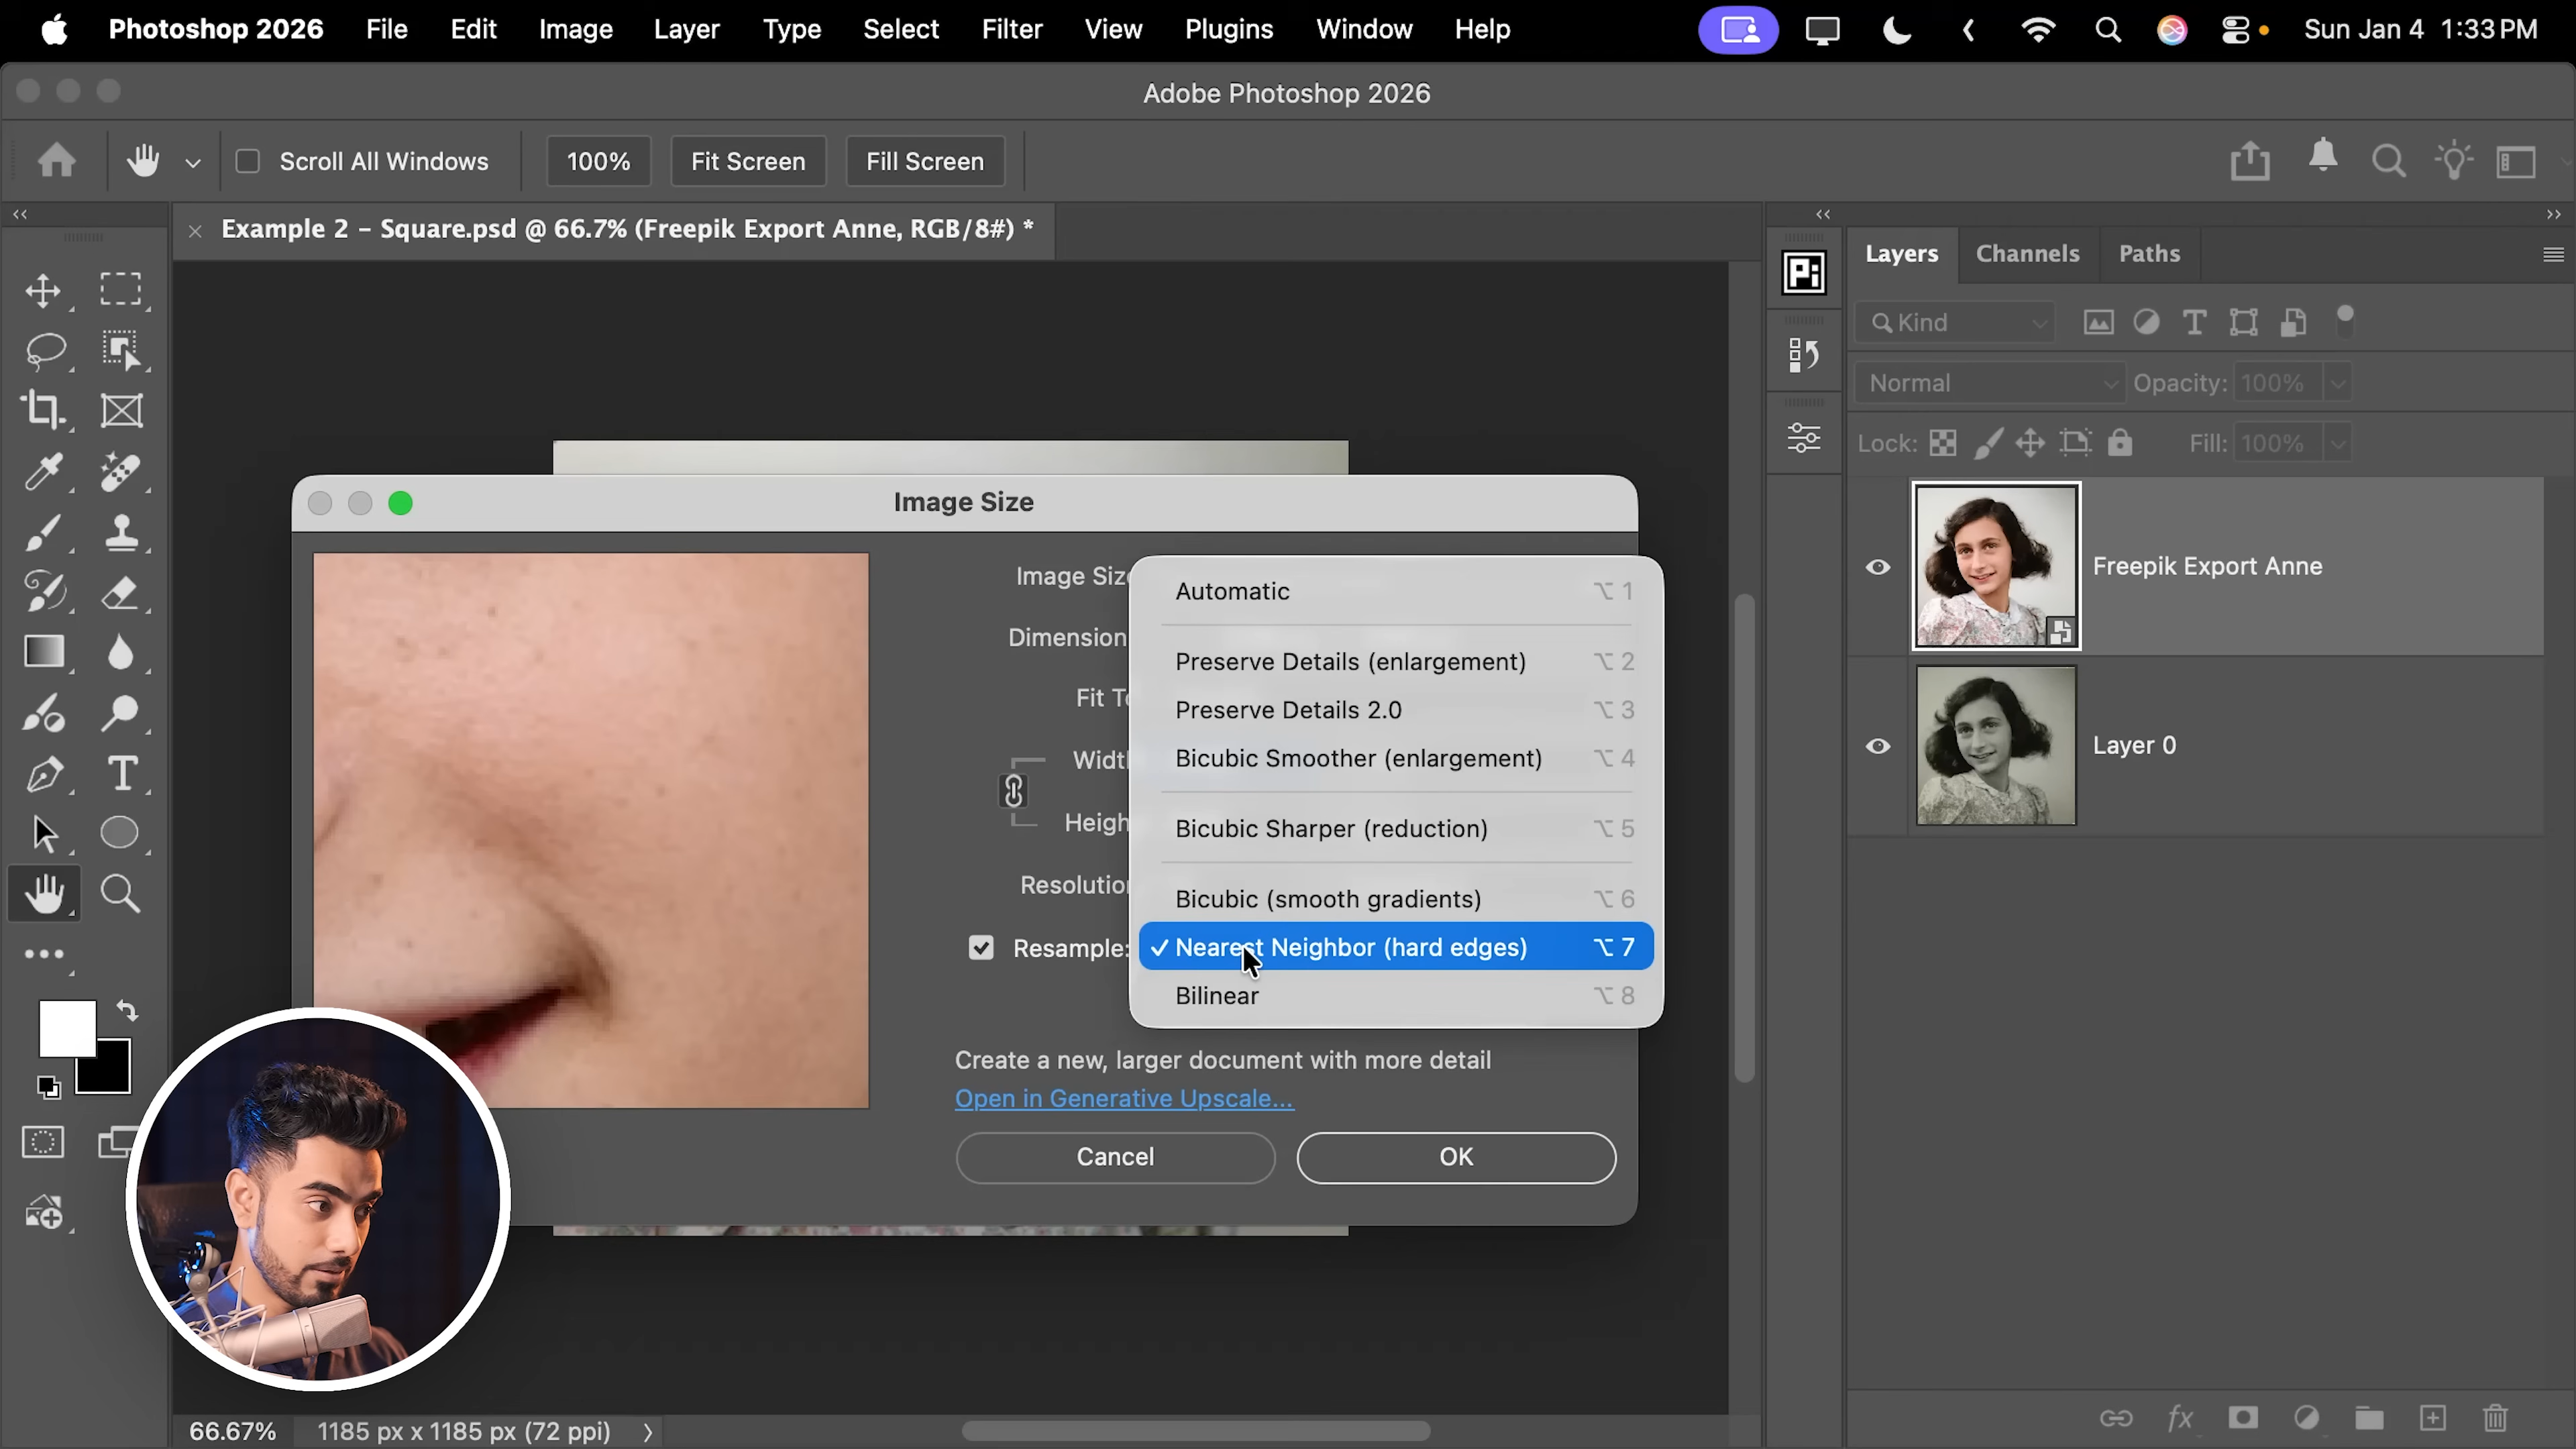 Photoshop 2026 File Edit Image Layer Type Select Filter View Plugins Window Help Sun Jan 4 1:33 PM
Adobe Photoshop 2026
Scroll All Windows 100% Fit Screen Fill Screen
Example 2 – Square.psd @ 66.7% (Freepik Export Anne, RGB/8#) *
Layers Channels Paths
Pi
Kind
Normal Opacity: 100%
Lock: Fill: 100%
Freepik Export Anne
Layer 0
Image Size
Image Siz
Dimension
Fit T
Widt
Heigh
Resolutio
Resample:
Automatic ⌥ 1
Preserve Details (enlargement) ⌥ 2
Preserve Details 2.0 ⌥ 3
Bicubic Smoother (enlargement) ⌥ 4
Bicubic Sharper (reduction) ⌥ 5
Bicubic (smooth gradients) ⌥ 6
✓ Nearest Neighbor (hard edges) ⌥ 7
Bilinear ⌥ 8
Create a new, larger document with more detail
Open in Generative Upscale...
Cancel OK
66.67% 1185 px x 1185 px (72 ppi)
fx